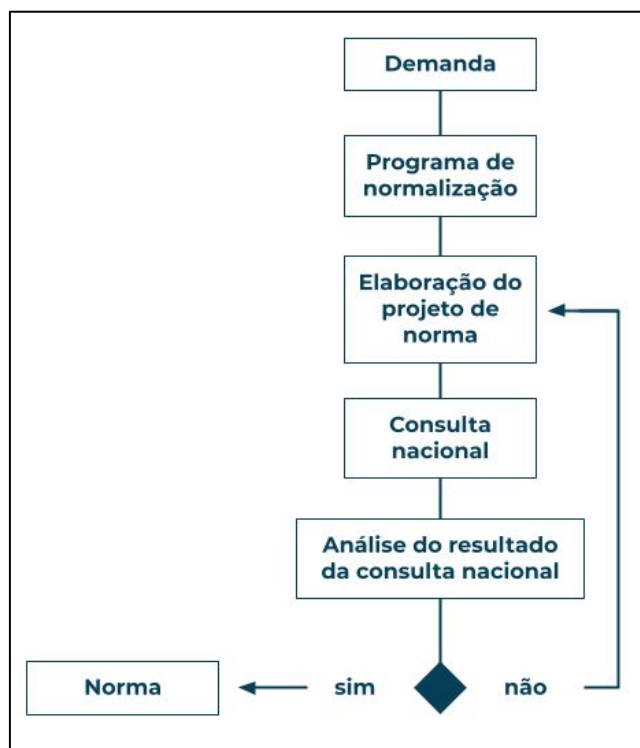 Demanda
Programa de
normalização
Elaboração do
projeto de
norma
Consulta
nacional
Análise do resultado
da consulta nacional
Norma
sim
não